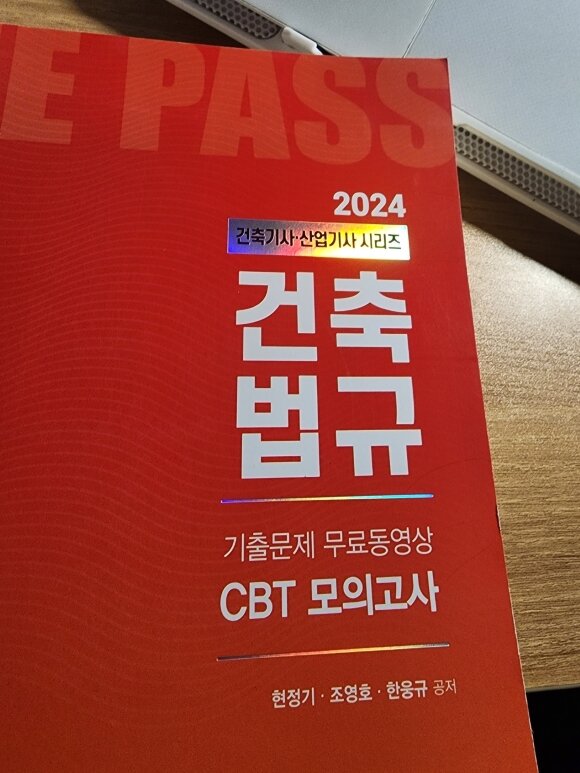 E PASS
2024
건축기사·산업기사 시리즈
건축
법규
기출문제 무료동영상
CBT 모의고사
현정기 · 조영호 · 한웅규 공저